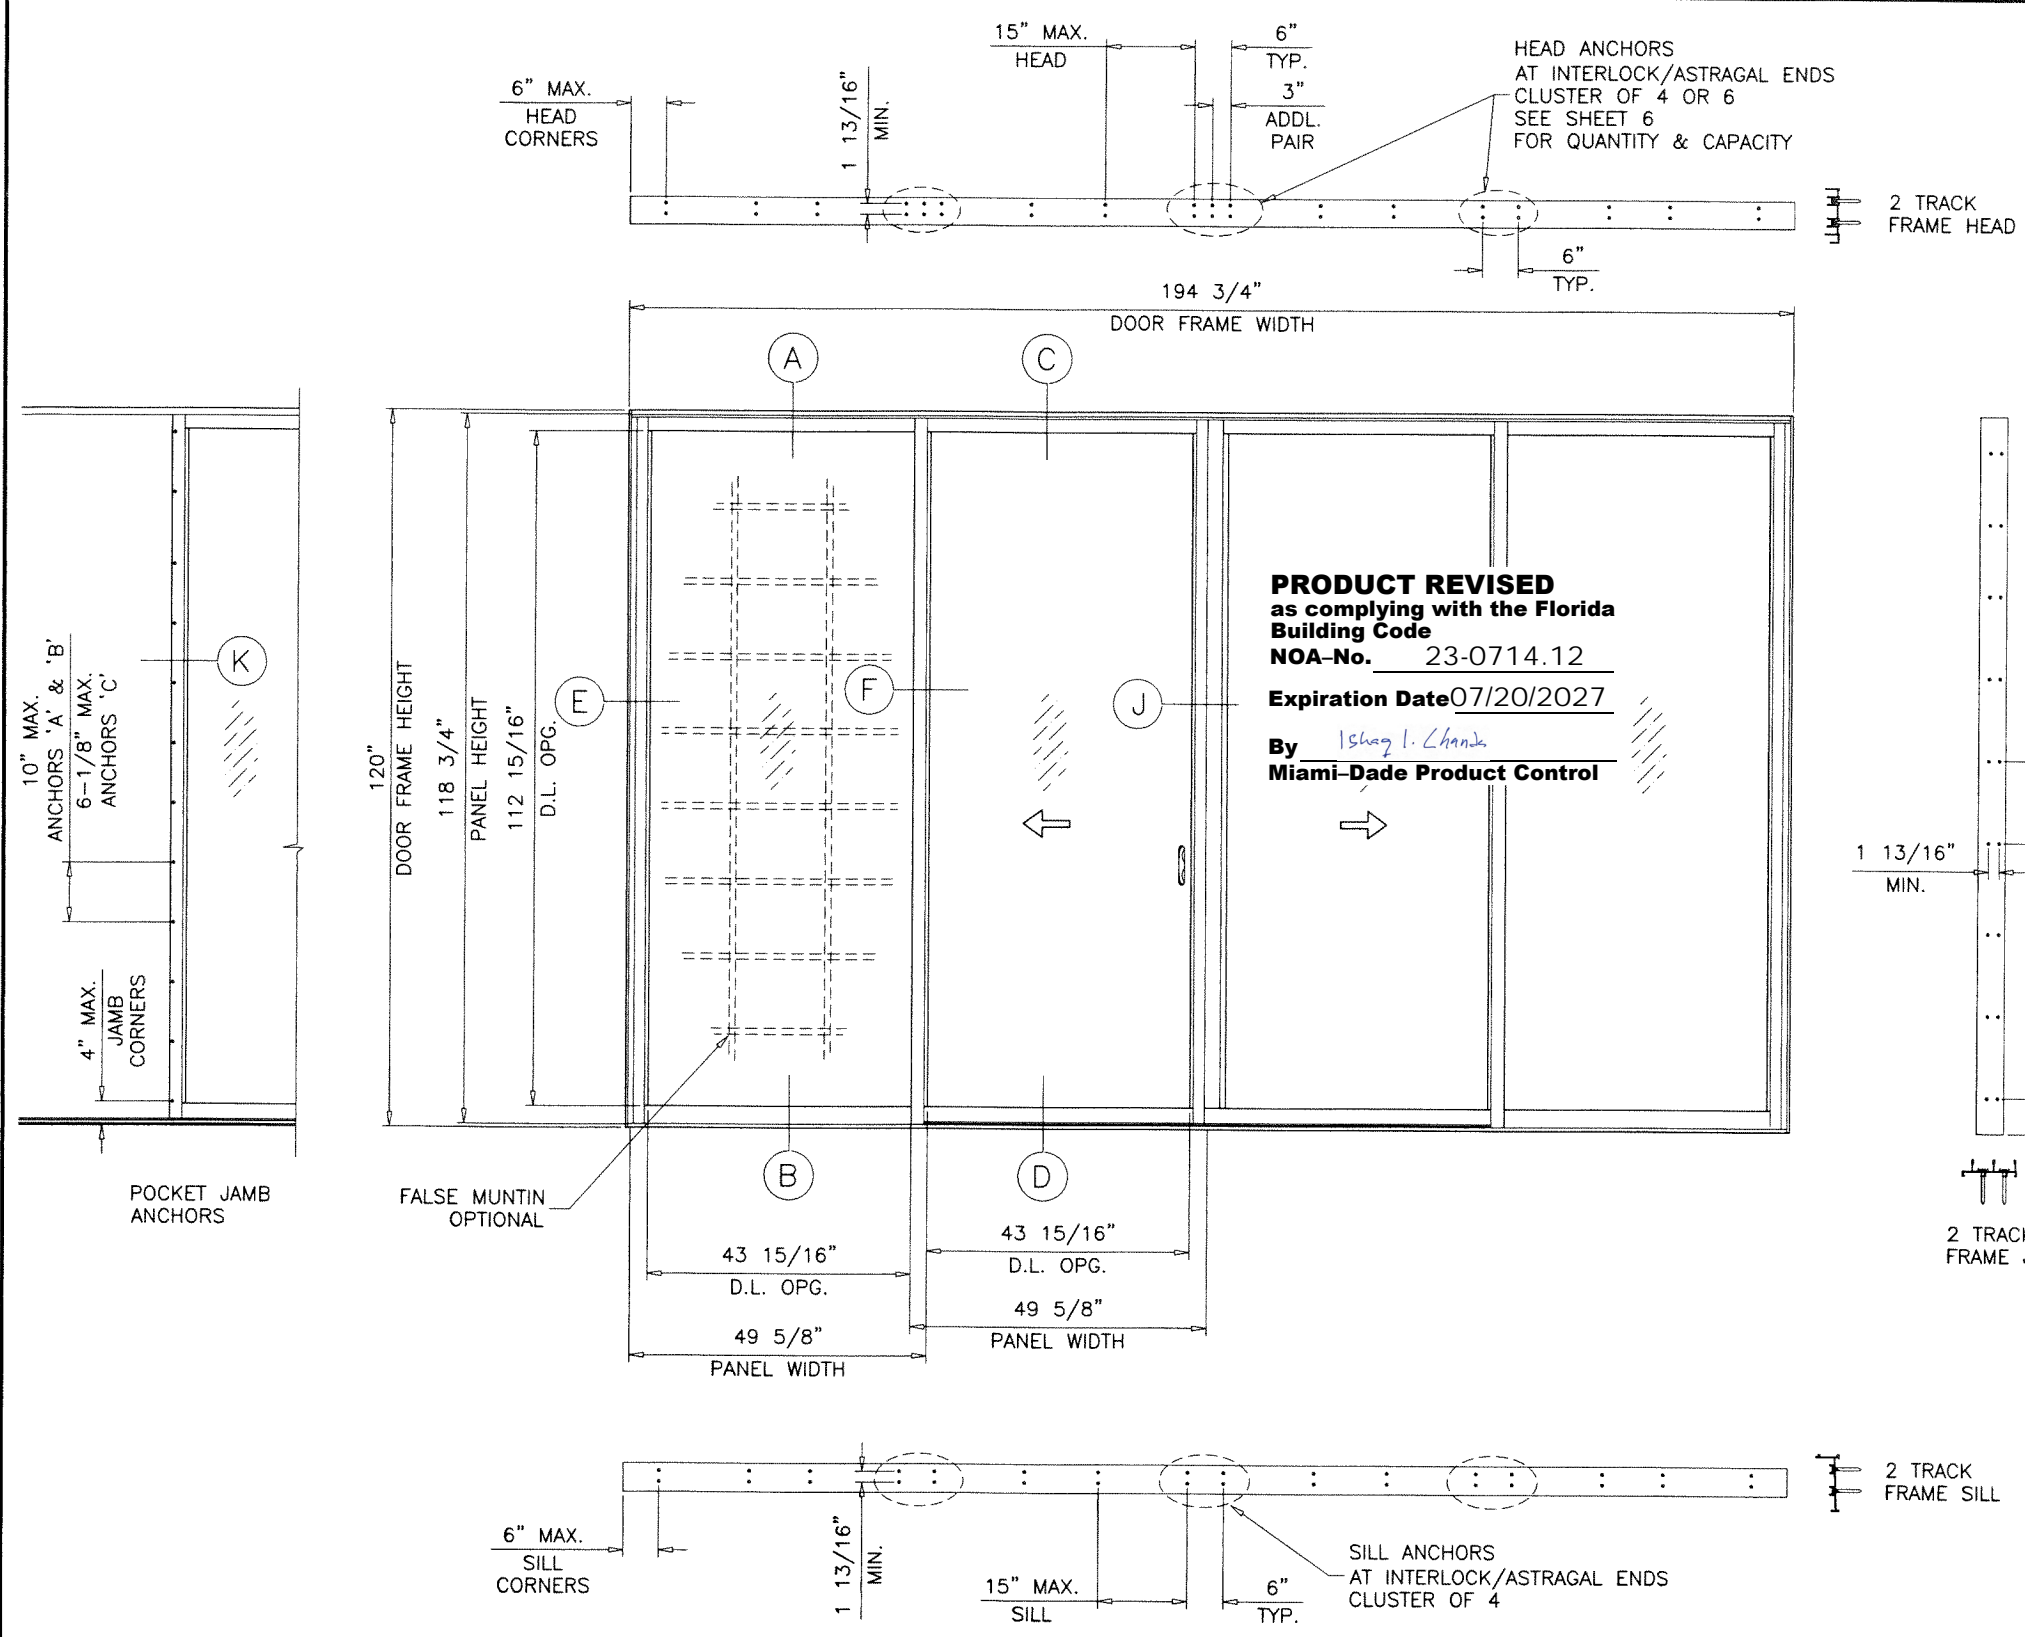 15" MAX.
HEAD
6"
TYP.
3"
ADDL.
PAIR
HEAD ANCHORS
AT INTERLOCK/ASTRAGAL ENDS
CLUSTER OF 4 OR 6
SEE SHEET 6
FOR QUANTITY & CAPACITY
6" MAX.
HEAD
CORNERS
1 13/16"
MIN.
2 TRACK
FRAME HEAD
6"
TYP.
194 3/4"
DOOR FRAME WIDTH
A
C
10" MAX.
ANCHORS 'A' & 'B'
6-1/8" MAX.
ANCHORS 'C'
4" MAX.
JAMB
CORNERS
K
POCKET JAMB
ANCHORS
120"
DOOR FRAME HEIGHT
118 3/4"
PANEL HEIGHT
112 15/16"
D.L. OPG.
E
F
J
PRODUCT REVISED
as complying with the Florida
Building Code
NOA–No. 23-0714.12
Expiration Date 07/20/2027
By
Miami–Dade Product Control
1 13/16"
MIN.
B
D
FALSE MUNTIN
OPTIONAL
43 15/16"
D.L. OPG.
43 15/16"
D.L. OPG.
49 5/8"
PANEL WIDTH
49 5/8"
PANEL WIDTH
2 TRACK
FRAME
2 TRACK
FRAME SILL
6" MAX.
SILL
CORNERS
1 13/16"
MIN.
15" MAX.
SILL
6"
TYP.
SILL ANCHORS
AT INTERLOCK/ASTRAGAL ENDS
CLUSTER OF 4